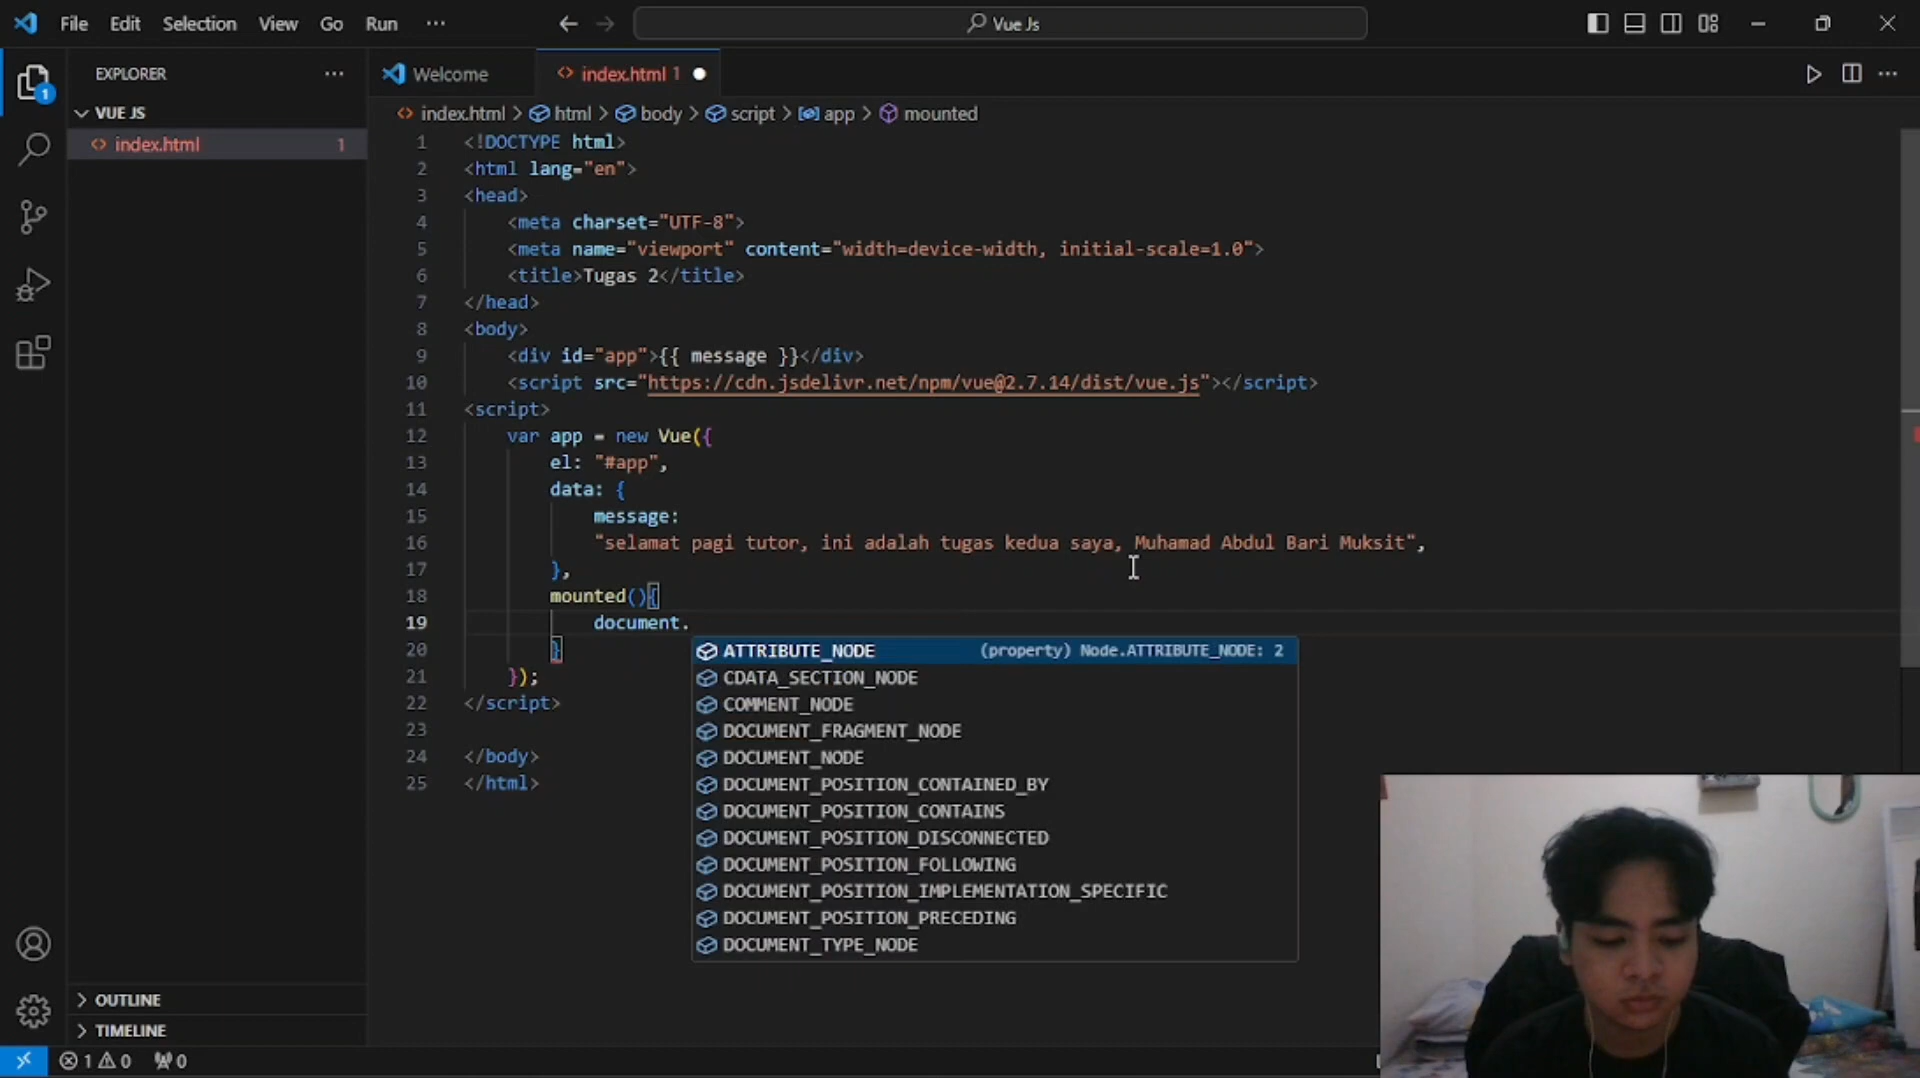 File Edit Selection View Go Run ··· Vue Js
EXPLORER ···
Welcome
index.html 1
VUE JS
index.html > html > body > script > app > mounted
index.html 1
1 <!DOCTYPE html>
2 <html lang="en">
3 <head>
4 <meta charset="UTF-8">
5 <meta name="viewport" content="width=device-width, initial-scale=1.0">
6 <title>Tugas 2</title>
7 </head>
8 <body>
9 <div id="app">{{ message }}</div>
10 <script src="https://cdn.jsdelivr.net/npm/vue@2.7.14/dist/vue.js"></script>
11 <script>
12 var app = new Vue({
13 el: "#app",
14 data: {
15 message:
16 "selamat pagi tutor, ini adalah tugas kedua saya, Muhamad Abdul Bari Muksit",
17 },
18 mounted(){
19 document.
20 }
21 });
22 </script>
23
24 </body>
25 </html>
ATTRIBUTE_NODE (property) Node.ATTRIBUTE_NODE: 2
CDATA_SECTION_NODE
COMMENT_NODE
DOCUMENT_FRAGMENT_NODE
DOCUMENT_NODE
DOCUMENT_POSITION_CONTAINED_BY
DOCUMENT_POSITION_CONTAINS
DOCUMENT_POSITION_DISCONNECTED
DOCUMENT_POSITION_FOLLOWING
DOCUMENT_POSITION_IMPLEMENTATION_SPECIFIC
DOCUMENT_POSITION_PRECEDING
DOCUMENT_TYPE_NODE
1
OUTLINE
TIMELINE
1 0 0